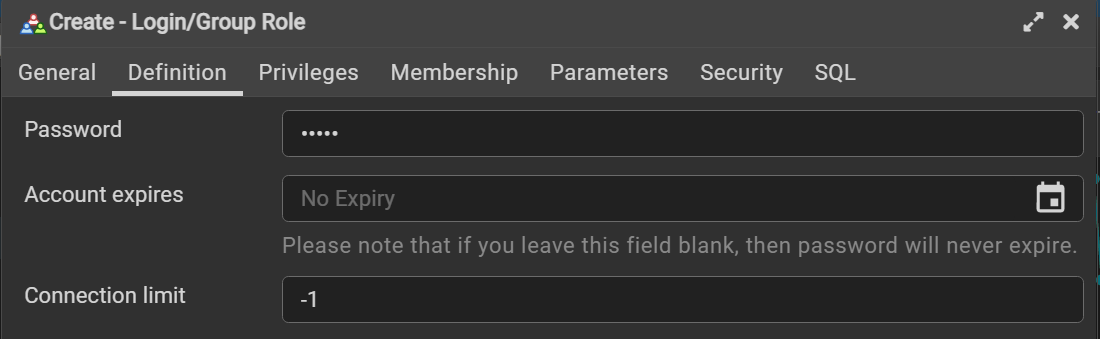 Create - Login/Group Role
General Definition Privileges Membership Parameters Security SQL
Password •••••
Account expires No Expiry
Please note that if you leave this field blank, then password will never expire.
Connection limit -1